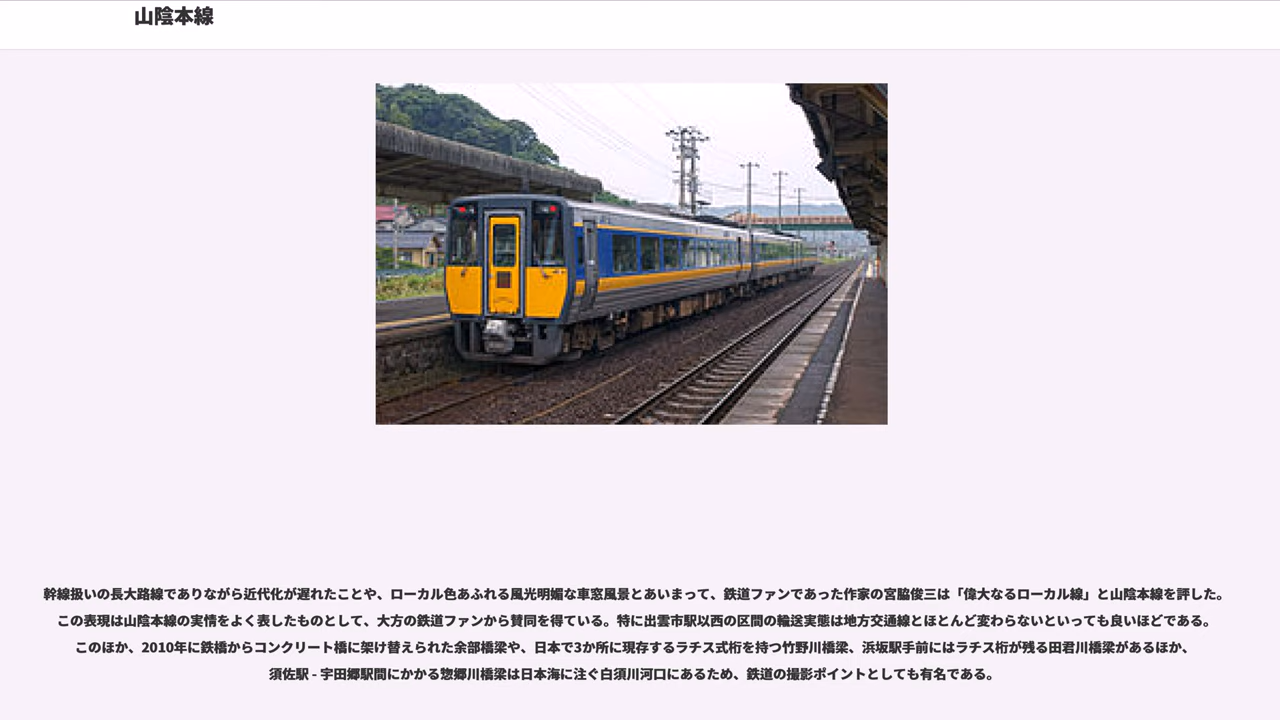 山陰本線
幹線扱いの長大路線でありながら近代化が遅れたことや、ローカル色あふれる風光明媚な車窓風景とあいまって、鉄道ファンであった作家の宮脇俊三は「偉大なるローカル線」と山陰本線を評した。
この表現は山陰本線の実情をよく表したものとして、大方の鉄道ファンから賛同を得ている。特に出雲市駅以西の区間の輸送実態は地方交通線とほとんど変わらないといっても良いほどである。
このほか、2010年に鉄橋からコンクリート橋に架け替えられた余部橋梁や、日本で3か所に現存するラチス式桁を持つ竹野川橋梁、浜坂駅手前にはラチス桁が残る田君川橋梁があるほか、
須佐駅 - 宇田郷駅間にかかる惣郷川橋梁は日本海に注ぐ白須川河口にあるため、鉄道の撮影ポイントとしても有名である。